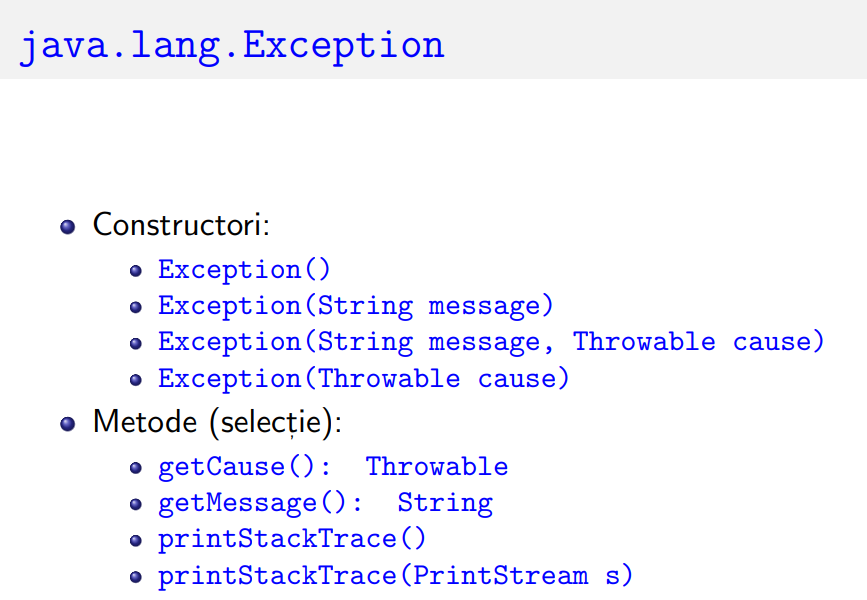 java.lang.Exception
Constructori:
Exception()
Exception(String message)
Exception(String message, Throwable cause)
Exception(Throwable cause)
Metode (selecție):
getCause(): Throwable
getMessage(): String
printStackTrace()
printStackTrace(PrintStream s)